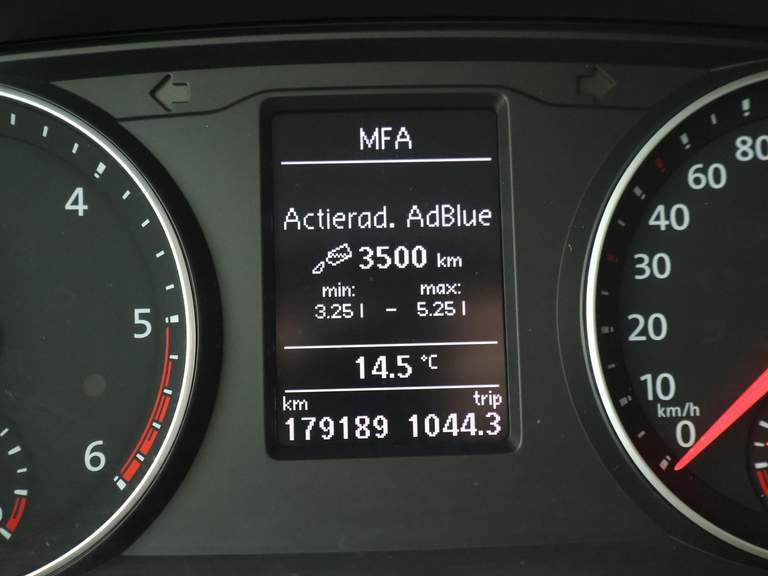 MFA
Actierad. AdBlue
3500 km
min: max:
3.25 l – 5.25 l
14.5 °C
km trip
179189 1044.3
4
5
6
80
60
40
30
20
10
km/h
0